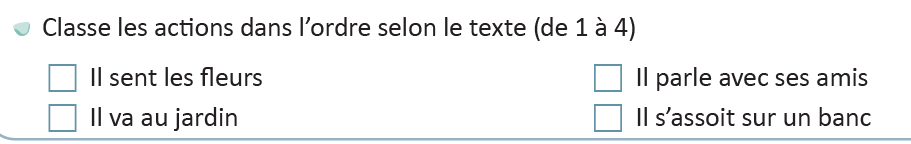 Classe les actions dans l’ordre selon le texte (de 1 à 4)
Il sent les fleurs
Il parle avec ses amis
Il va au jardin
Il s’assoit sur un banc